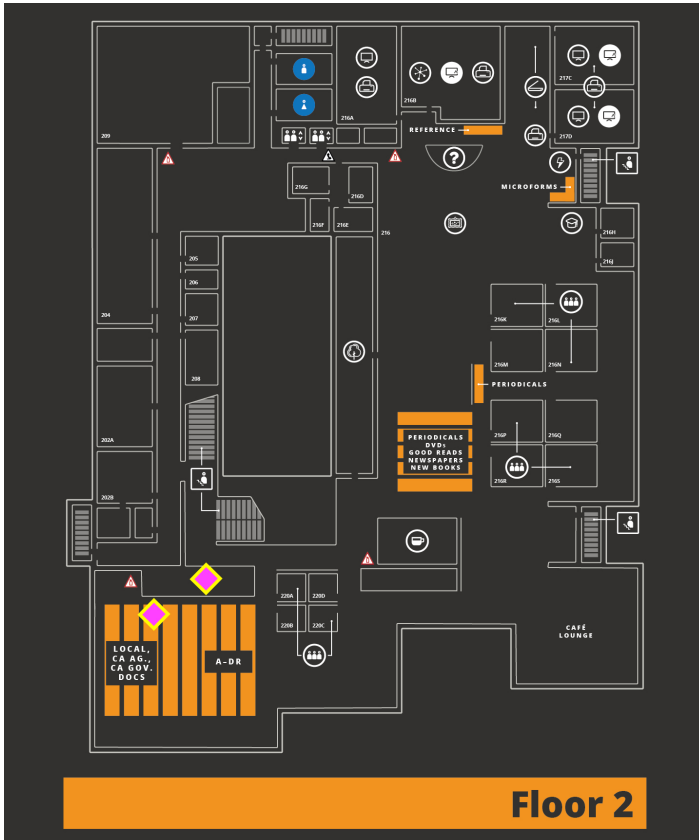 209
216A
216B
217C
217D
REFERENCE
?
MICROFORMS
216G
216D
216F
216E
216
216H
216J
205
206
207
208
204
202A
202B
216K
216L
216M
216N
PERIODICALS
216P
216Q
216R
216S
PERIODICALS
DVDs
GOOD READS
NEWSPAPERS
NEW BOOKS
220A
220D
220B
220C
CAFÉ
LOUNGE
LOCAL,
CA AG.,
CA GOV.
DOCS
A–DR
Floor 2